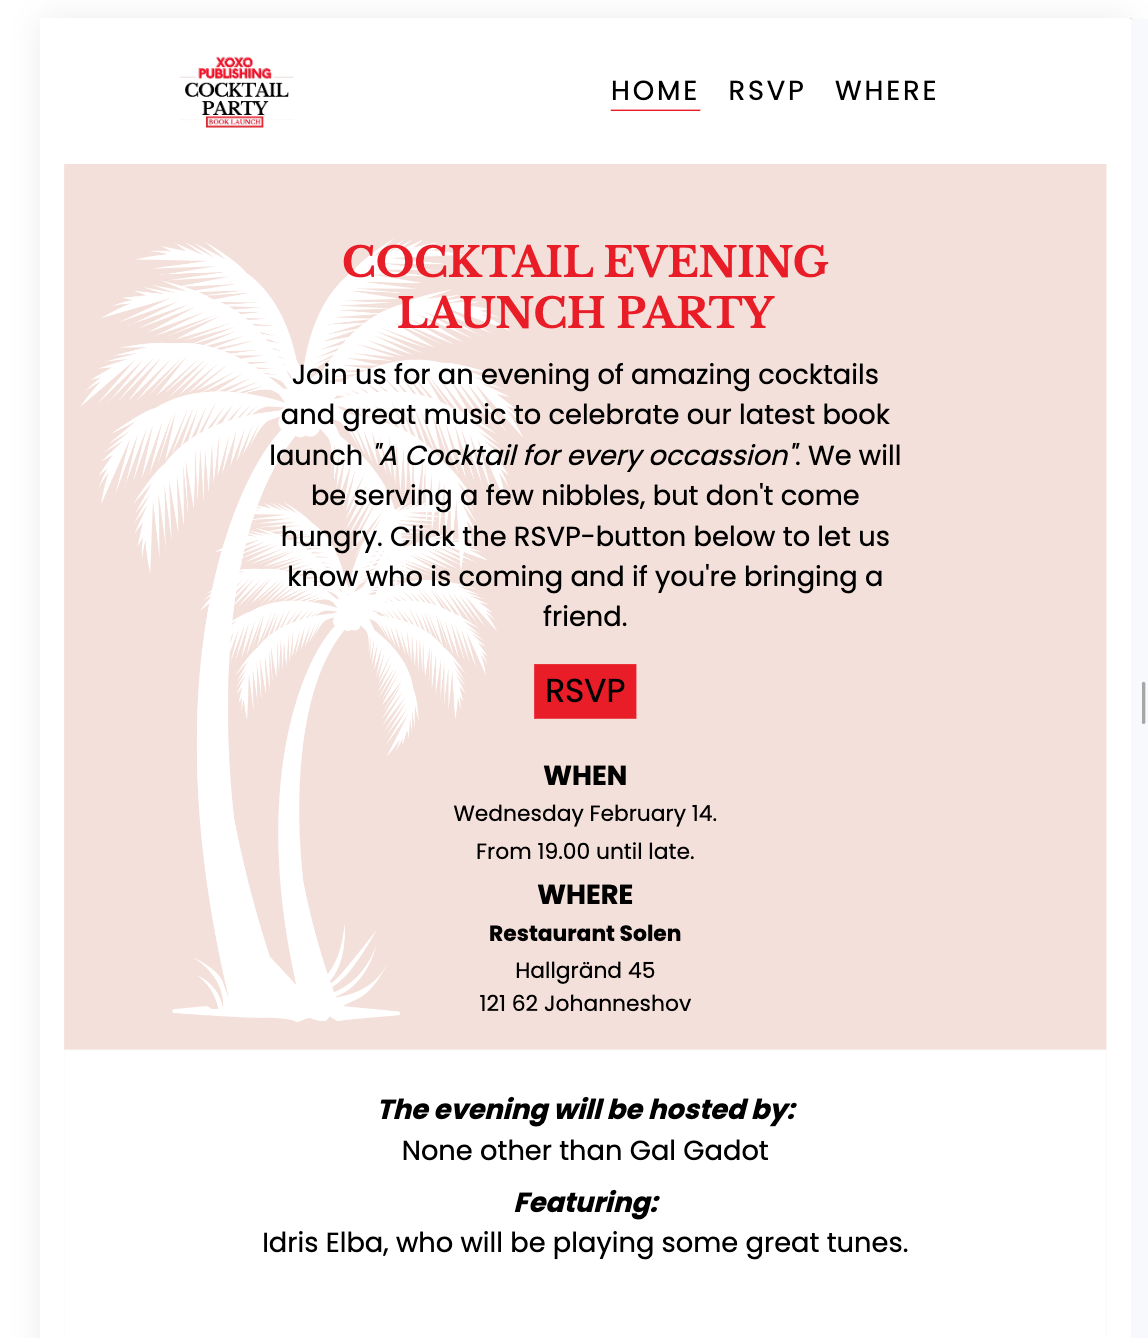 XOXO
PUBLISHING
COCKTAIL
PARTY
BOOK LAUNCH
HOME RSVP WHERE
COCKTAIL EVENING
LAUNCH PARTY
Join us for an evening of amazing cocktails
and great music to celebrate our latest book
launch "A Cocktail for every occassion". We will
be serving a few nibbles, but don't come
hungry. Click the RSVP-button below to let us
know who is coming and if you're bringing a
friend.
RSVP
WHEN
Wednesday February 14.
From 19.00 until late.
WHERE
Restaurant Solen
Hallgränd 45
121 62 Johanneshov
The evening will be hosted by:
None other than Gal Gadot
Featuring:
Idris Elba, who will be playing some great tunes.